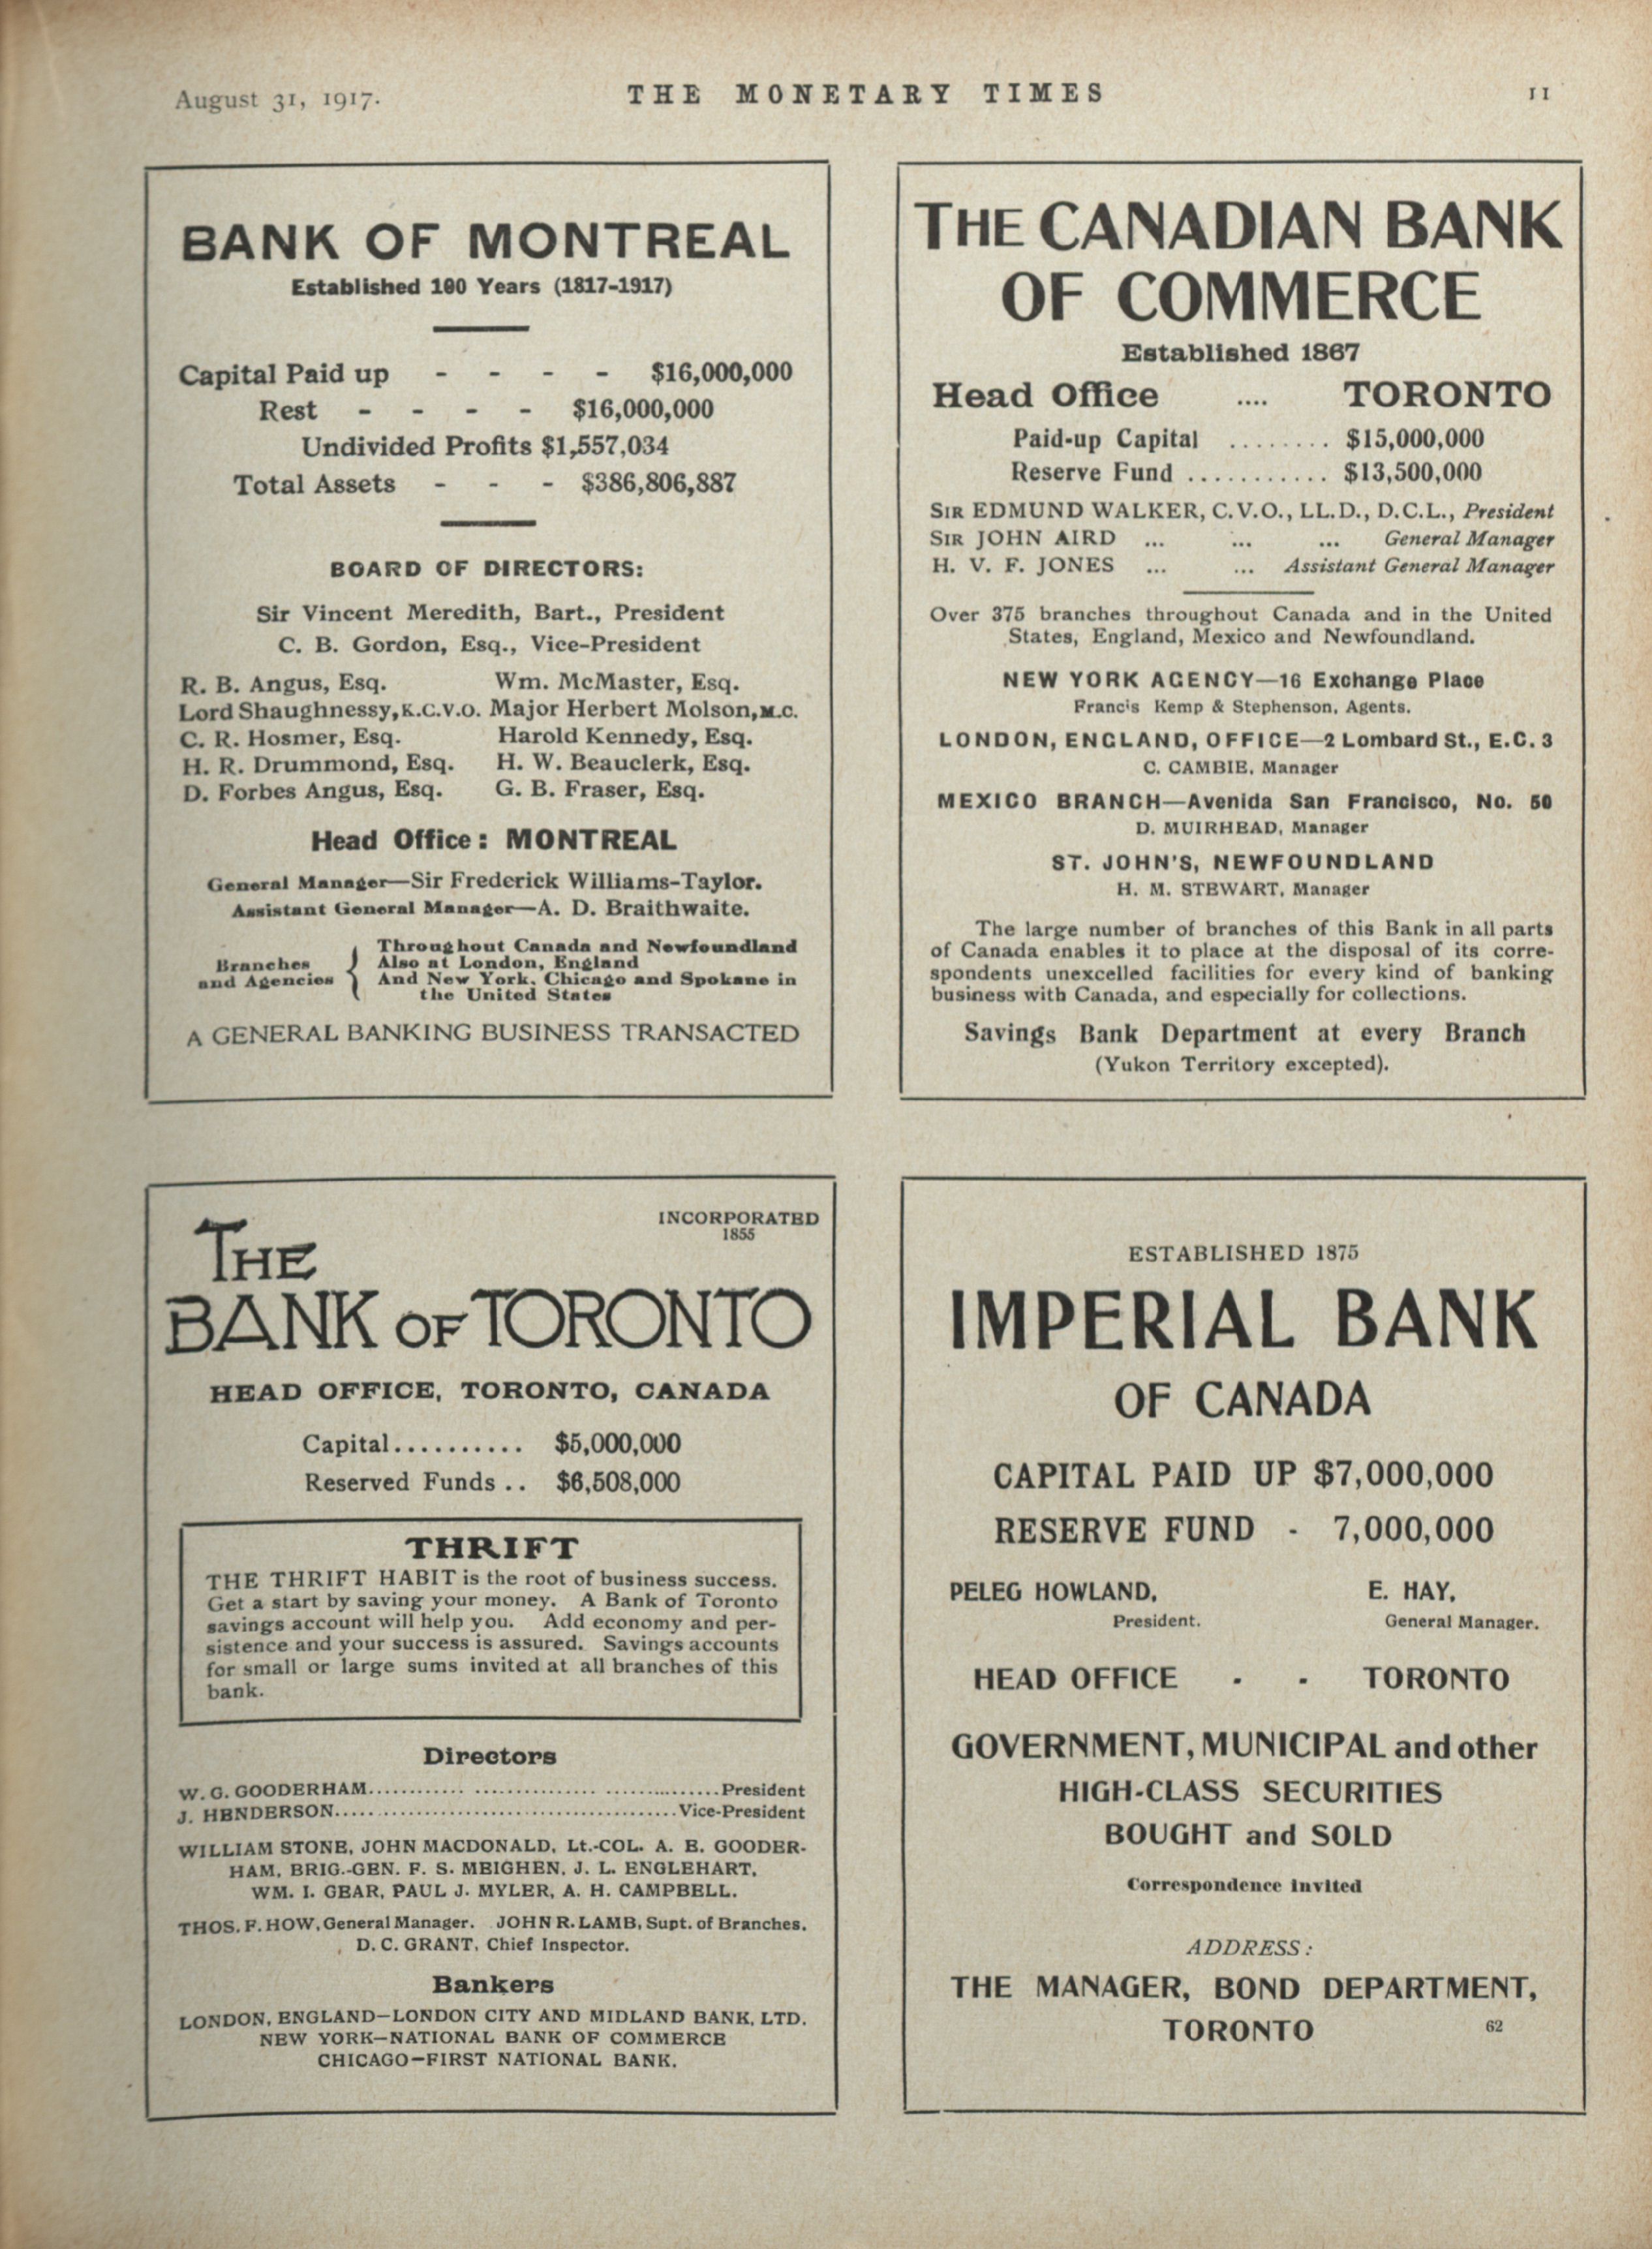 August 31, 1917.
THE MONETARY TIMES
11
BANK OF MONTREAL
Established 100 Years (1817-1917)
Capital Paid up - - - - $16,000,000
Rest - - - - $16,000,000
Undivided Profits $1,557,034
Total Assets - - - $386,806,887
BOARD OF DIRECTORS:
Sir Vincent Meredith, Bart., President
C. B. Gordon, Esq., Vice-President
R. B. Angus, Esq. Wm. McMaster, Esq.
Lord Shaughnessy, K.C.V.O. Major Herbert Molson, M.C.
C. R. Hosmer, Esq. Harold Kennedy, Esq.
H. R. Drummond, Esq. H. W. Beauclerk, Esq.
D. Forbes Angus, Esq. G. B. Fraser, Esq.
Head Office: MONTREAL
General Manager—Sir Frederick Williams-Taylor.
Assistant General Manager—A. D. Braithwaite.
Branches and Agencies
Throughout Canada and Newfoundland
Also at London, England
And New York, Chicago and Spokane in
the United States
A GENERAL BANKING BUSINESS TRANSACTED
THE CANADIAN BANK
OF COMMERCE
Established 1867
Head Office .... TORONTO
Paid-up Capital ........ $15,000,000
Reserve Fund ........... $13,500,000
SIR EDMUND WALKER, C.V.O., LL.D., D.C.L., President
SIR JOHN AIRD ... ... ... General Manager
H. V. F. JONES ... ... Assistant General Manager
Over 375 branches throughout Canada and in the United
States, England, Mexico and Newfoundland.
NEW YORK AGENCY—16 Exchange Place
Francis Kemp & Stephenson, Agents.
LONDON, ENGLAND, OFFICE—2 Lombard St., E.C. 3
C. CAMBIE, Manager
MEXICO BRANCH—Avenida San Francisco, No. 50
D. MUIRHEAD, Manager
ST. JOHN'S, NEWFOUNDLAND
H. M. STEWART, Manager
The large number of branches of this Bank in all parts
of Canada enables it to place at the disposal of its corre-
spondents unexcelled facilities for every kind of banking
business with Canada, and especially for collections.
Savings Bank Department at every Branch
(Yukon Territory excepted).
INCORPORATED
1855
THE
BANK OF TORONTO
HEAD OFFICE, TORONTO, CANADA
Capital.......... $5,000,000
Reserved Funds .. $6,508,000
THRIFT
THE THRIFT HABIT is the root of business success.
Get a start by saving your money. A Bank of Toronto
savings account will help you. Add economy and per-
sistence and your success is assured. Savings accounts
for small or large sums invited at all branches of this
bank.
Directors
W. G. GOODERHAM........................................President
J. HENDERSON........................................Vice-President
WILLIAM STONE, JOHN MACDONALD, Lt.-COL. A. E. GOODER-
HAM, BRIG.-GEN. F. S. MEIGHEN, J. L. ENGLEHART,
WM. I. GEAR, PAUL J. MYLER, A. H. CAMPBELL.
THOS. F. HOW, General Manager. JOHN R. LAMB, Supt. of Branches.
D. C. GRANT, Chief Inspector.
Bankers
LONDON, ENGLAND—LONDON CITY AND MIDLAND BANK, LTD.
NEW YORK—NATIONAL BANK OF COMMERCE
CHICAGO—FIRST NATIONAL BANK.
ESTABLISHED 1875
IMPERIAL BANK
OF CANADA
CAPITAL PAID UP $7,000,000
RESERVE FUND - 7,000,000
PELEG HOWLAND, E. HAY,
President. General Manager.
HEAD OFFICE - - TORONTO
GOVERNMENT, MUNICIPAL and other
HIGH-CLASS SECURITIES
BOUGHT and SOLD
Correspondence Invited
ADDRESS:
THE MANAGER, BOND DEPARTMENT,
TORONTO 62